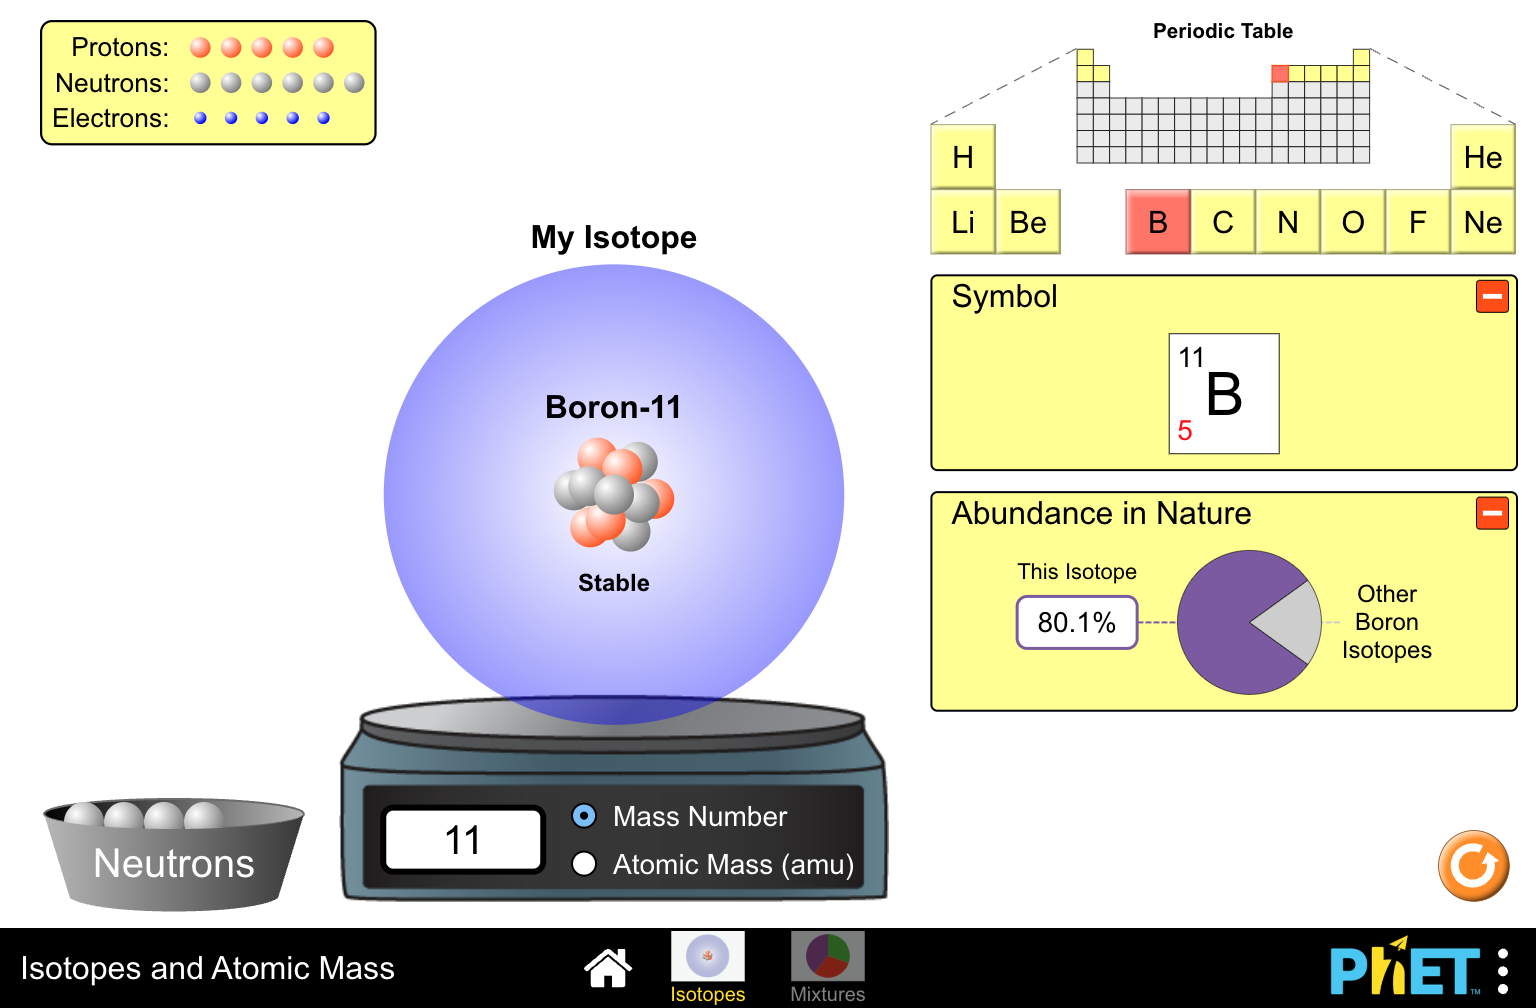 Protons:
Neutrons:
Electrons:
Periodic Table
H
He
Li Be B C N O F Ne
My Isotope
Boron-11
Stable
Symbol
11
B
5
Abundance in Nature
This Isotope
80.1%
Other
Boron
Isotopes
11
Mass Number
Atomic Mass (amu)
Neutrons
Isotopes and Atomic Mass
Isotopes
Mixtures
PhET™